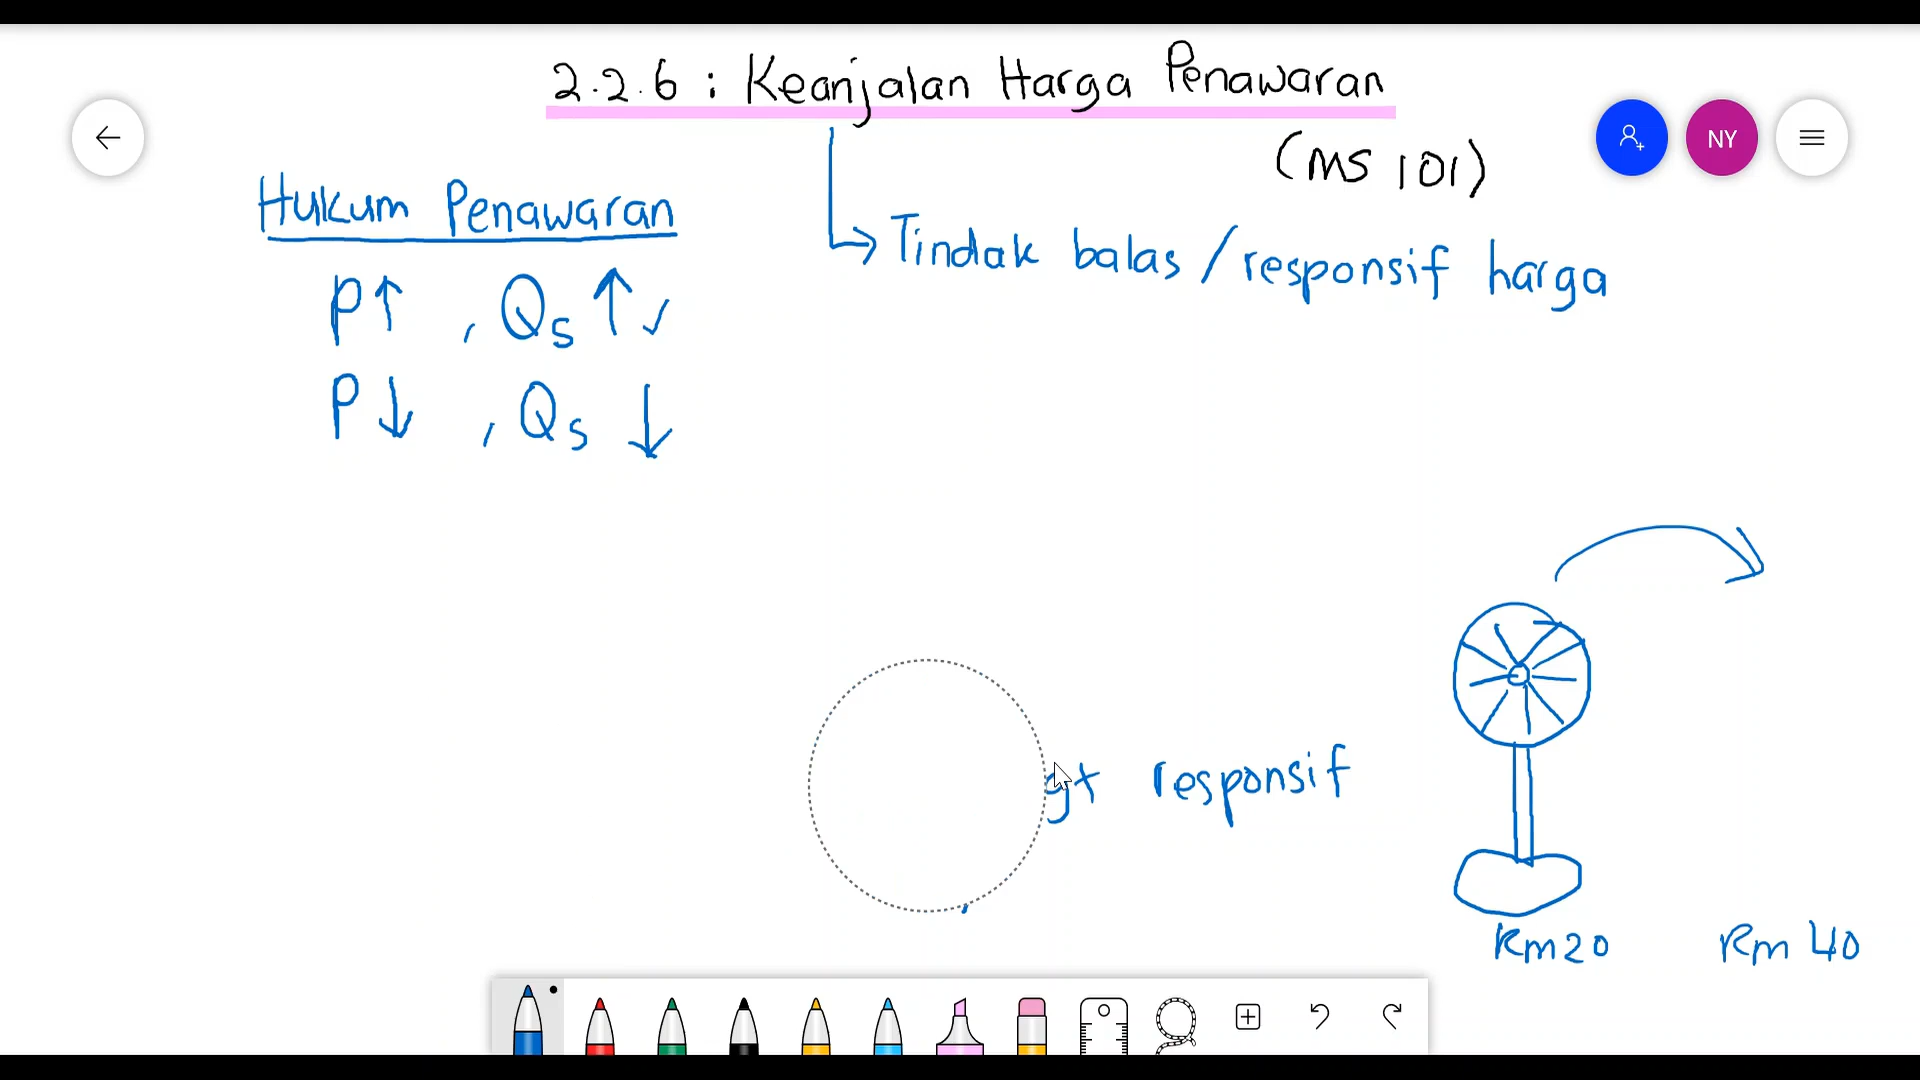 2.2.6 : Keanjalan Harga Penawaran
(MS 101)
NY
Hukum Penawaran
→ Tindak balas / responsif harga
P↑ , Qs ↑ ✓
P↓ , Qs ↓
responsif
Rm20
Rm 40